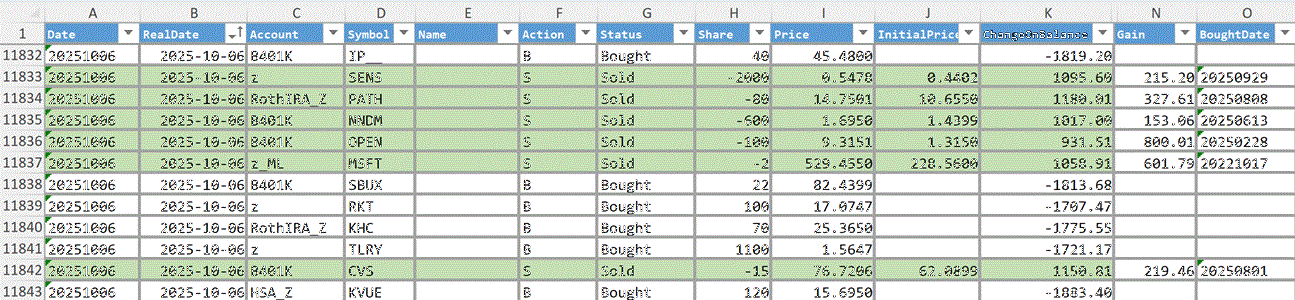 A B C D E F G H I J K N O
1 Date RealDate Account Symbol Name Action Status Share Price InitialPrice ChangeOnBalance Gain BoughtDate
11832 20251006 2025-10-06 8401K IP__ B Bought 40 45.4800 -1819.20
11833 20251006 2025-10-06 z SENS S Sold -2000 0.5478 0.4402 1095.60 215.20 20250929
11834 20251006 2025-10-06 RothIRA_Z PATH S Sold -80 14.7501 10.6550 1180.01 327.61 20250808
11835 20251006 2025-10-06 8401K NNDM S Sold -600 1.6950 1.4399 1017.00 153.06 20250613
11836 20251006 2025-10-06 8401K OPEN S Sold -100 9.3151 1.3150 931.51 800.01 20250228
11837 20251006 2025-10-06 z_ML MSFT S Sold -2 529.4550 228.5600 1058.91 601.79 20221017
11838 20251006 2025-10-06 8401K SBUX B Bought 22 82.4399 -1813.68
11839 20251006 2025-10-06 z RKT B Bought 100 17.0747 -1707.47
11840 20251006 2025-10-06 RothIRA_Z KHC B Bought 70 25.3650 -1775.55
11841 20251006 2025-10-06 z TLRY B Bought 1100 1.5647 -1721.17
11842 20251006 2025-10-06 8401K CVS S Sold -15 76.7206 62.0899 1150.81 219.46 20250801
11843 20251006 2025-10-06 HSA_Z KVUE B Bought 120 15.6950 -1883.40